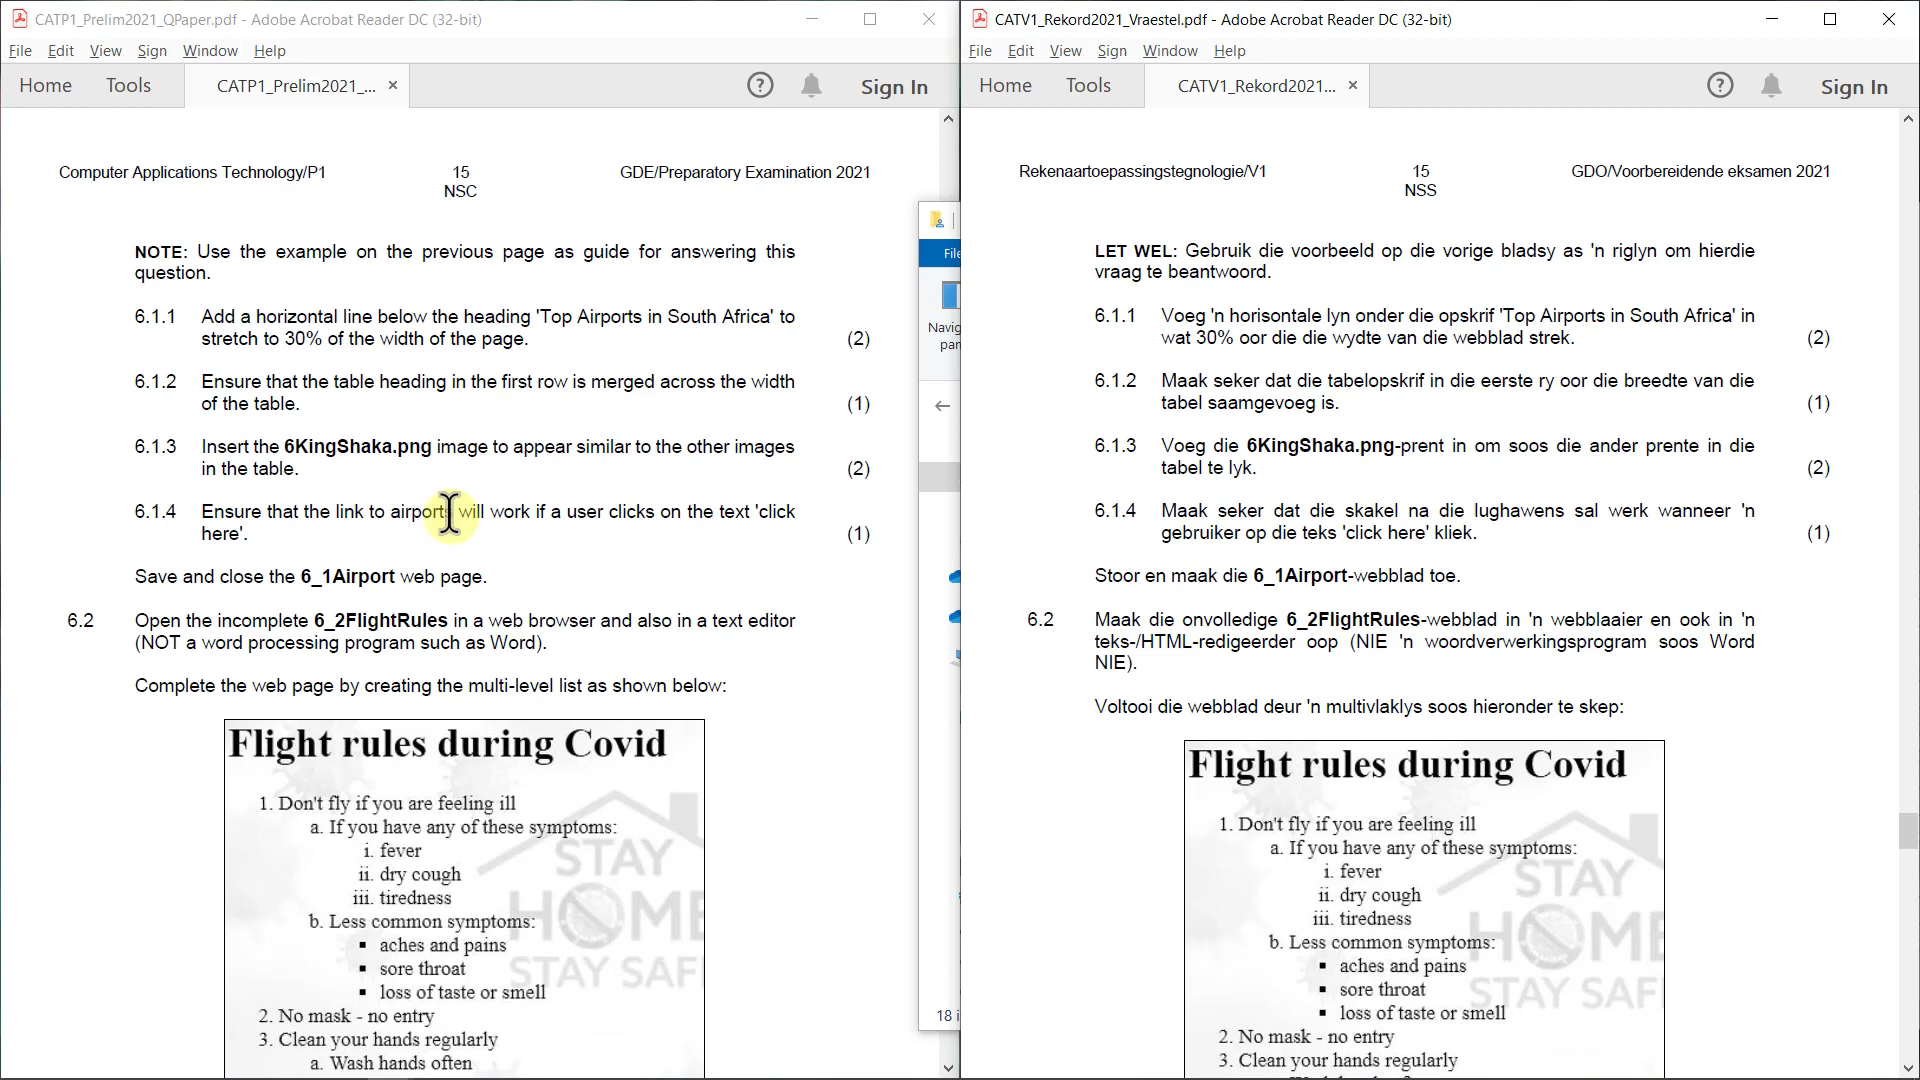 CATP1_Prelim2021_QPaper.pdf - Adobe Acrobat Reader DC (32-bit)
File Edit View Sign Window Help
Home Tools CATP1_Prelim2021_... × Sign In
Computer Applications Technology/P1 15 GDE/Preparatory Examination 2021
NSC
NOTE: Use the example on the previous page as guide for answering this
question.
6.1.1 Add a horizontal line below the heading 'Top Airports in South Africa' to
stretch to 30% of the width of the page. (2)
6.1.2 Ensure that the table heading in the first row is merged across the width
of the table. (1)
6.1.3 Insert the 6KingShaka.png image to appear similar to the other images
in the table. (2)
6.1.4 Ensure that the link to airports will work if a user clicks on the text 'click
here'. (1)
Save and close the 6_1Airport web page.
6.2 Open the incomplete 6_2FlightRules in a web browser and also in a text editor
(NOT a word processing program such as Word).
Complete the web page by creating the multi-level list as shown below:
Flight rules during Covid
1. Don't fly if you are feeling ill
a. If you have any of these symptoms:
i. fever
ii. dry cough
iii. tiredness
b. Less common symptoms:
▪ aches and pains
▪ sore throat
▪ loss of taste or smell
2. No mask - no entry
3. Clean your hands regularly
a. Wash hands often
STAY
HOME
STAY SAF
File
Navig
pan
18 i
CATV1_Rekord2021_Vraestel.pdf - Adobe Acrobat Reader DC (32-bit)
File Edit View Sign Window Help
Home Tools CATV1_Rekord2021... × Sign In
Rekenaartoepassingstegnologie/V1 15 GDO/Voorbereidende eksamen 2021
NSS
LET WEL: Gebruik die voorbeeld op die vorige bladsy as 'n riglyn om hierdie
vraag te beantwoord.
6.1.1 Voeg 'n horisontale lyn onder die opskrif 'Top Airports in South Africa' in
wat 30% oor die die wydte van die webblad strek. (2)
6.1.2 Maak seker dat die tabelopskrif in die eerste ry oor die breedte van die
tabel saamgevoeg is. (1)
6.1.3 Voeg die 6KingShaka.png-prent in om soos die ander prente in die
tabel te lyk. (2)
6.1.4 Maak seker dat die skakel na die lughawens sal werk wanneer 'n
gebruiker op die teks 'click here' kliek. (1)
Stoor en maak die 6_1Airport-webblad toe.
6.2 Maak die onvolledige 6_2FlightRules-webblad in 'n webblaaier en ook in 'n
teks-/HTML-redigeerder oop (NIE 'n woordverwerkingsprogram soos Word
NIE).
Voltooi die webblad deur 'n multivlaklys soos hieronder te skep:
Flight rules during Covid
1. Don't fly if you are feeling ill
a. If you have any of these symptoms:
i. fever
ii. dry cough
iii. tiredness
b. Less common symptoms:
▪ aches and pains
▪ sore throat
▪ loss of taste or smell
2. No mask - no entry
3. Clean your hands regularly
STAY
HOME
STAY SAF